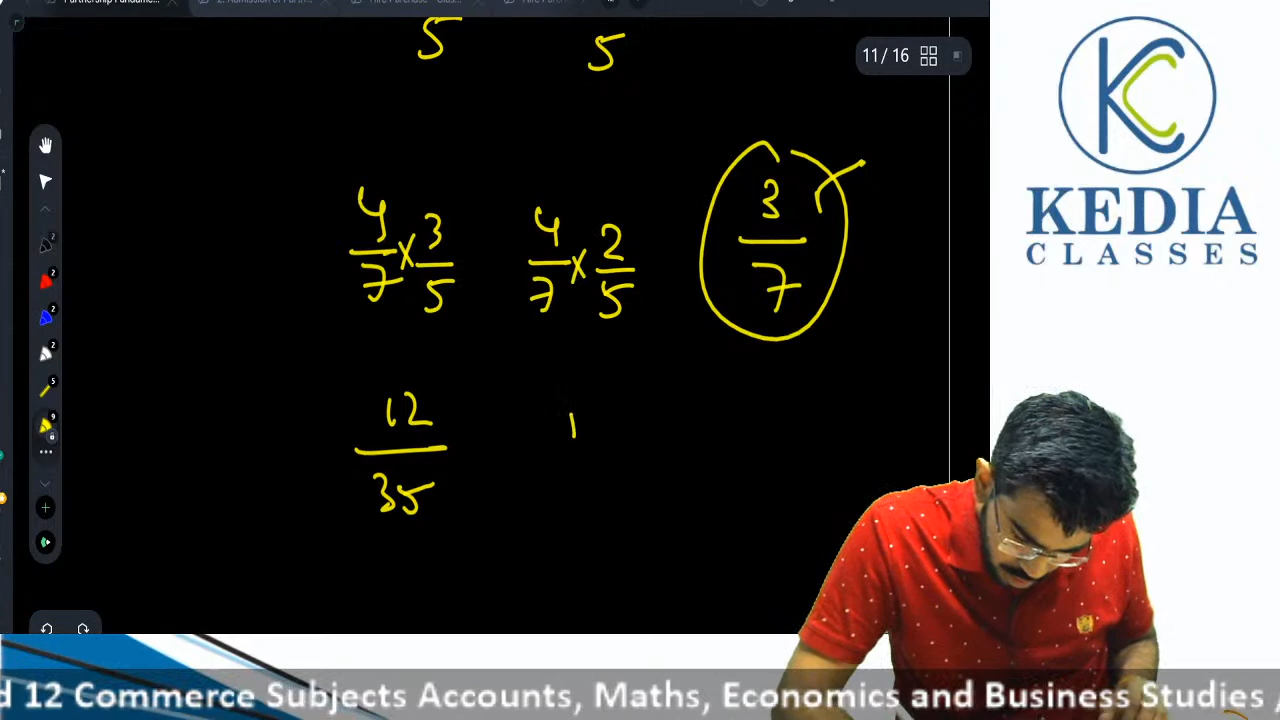 5 5
11 / 16
4/7 × 3/5 4/7 × 2/5 3/7
12/35 1
KC
KEDIA
CLASSES
d 12 Commerce Subjects Accounts, Maths, Economics and Business Studies